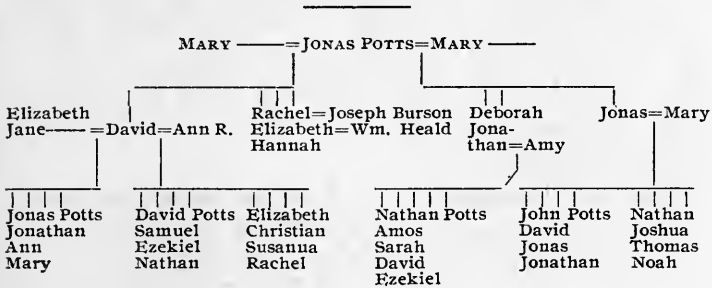 MARY ——=JONAS POTTS=MARY ——
Elizabeth
Jane—— =David=Ann R.
Rachel=Joseph Burson
Elizabeth=Wm. Heald
Hannah
Deborah
Jona-
than=Amy
Jonas=Mary
Jonas Potts
Jonathan
Ann
Mary
David Potts
Samuel
Ezekiel
Nathan
Elizabeth
Christian
Susanua
Rachel
Nathan Potts
Amos
Sarah
David
Ezekiel
John Potts
David
Jonas
Jonathan
Nathan
Joshua
Thomas
Noah